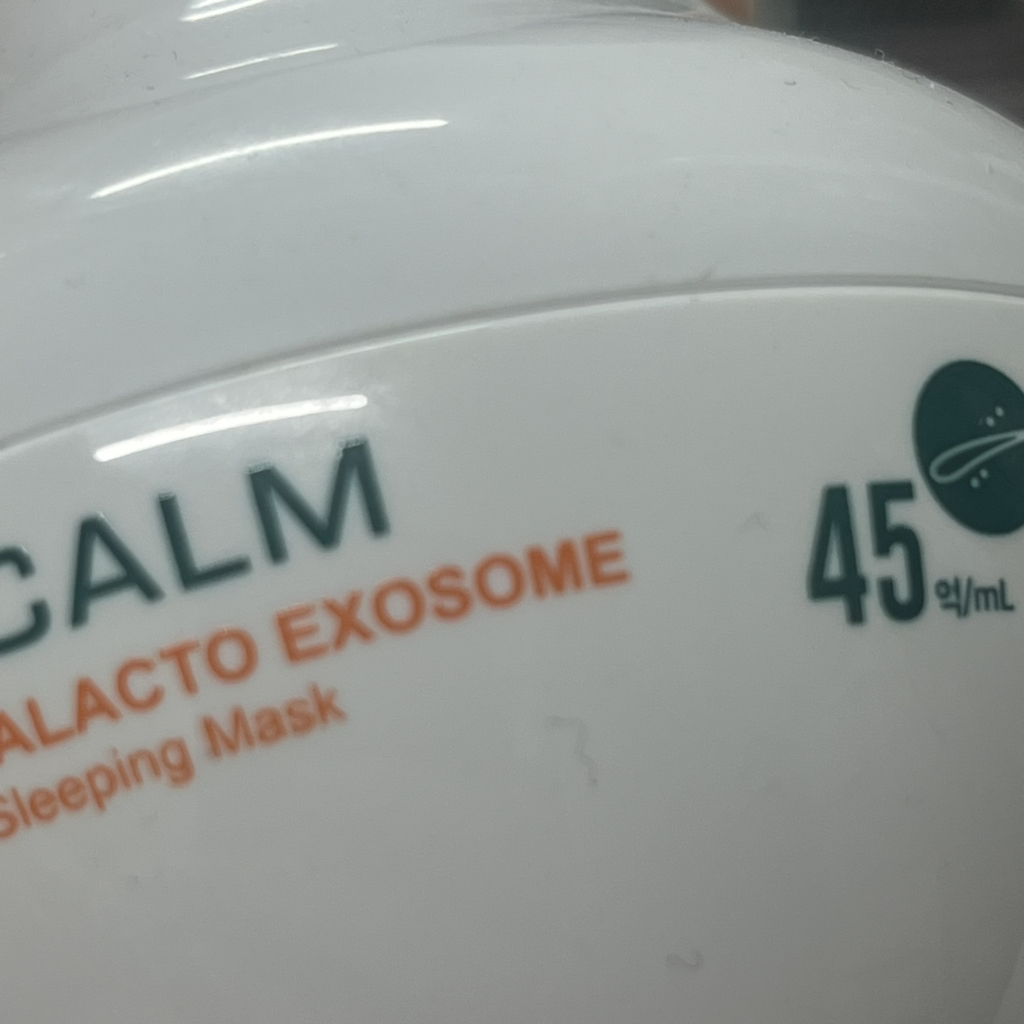 CALM
ALACTO EXOSOME
Sleeping Mask
45억/mL